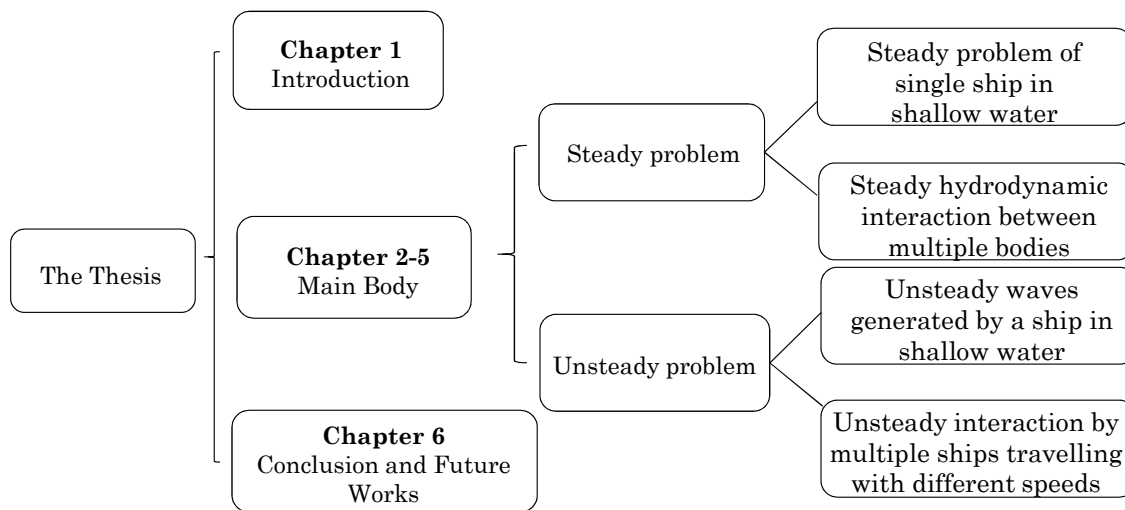 The Thesis
Chapter 1
Introduction
Chapter 2-5
Main Body
Chapter 6
Conclusion and Future
Works
Steady problem
Unsteady problem
Steady problem of
single ship in
shallow water
Steady hydrodynamic
interaction between
multiple bodies
Unsteady waves
generated by a ship in
shallow water
Unsteady interaction by
multiple ships travelling
with different speeds